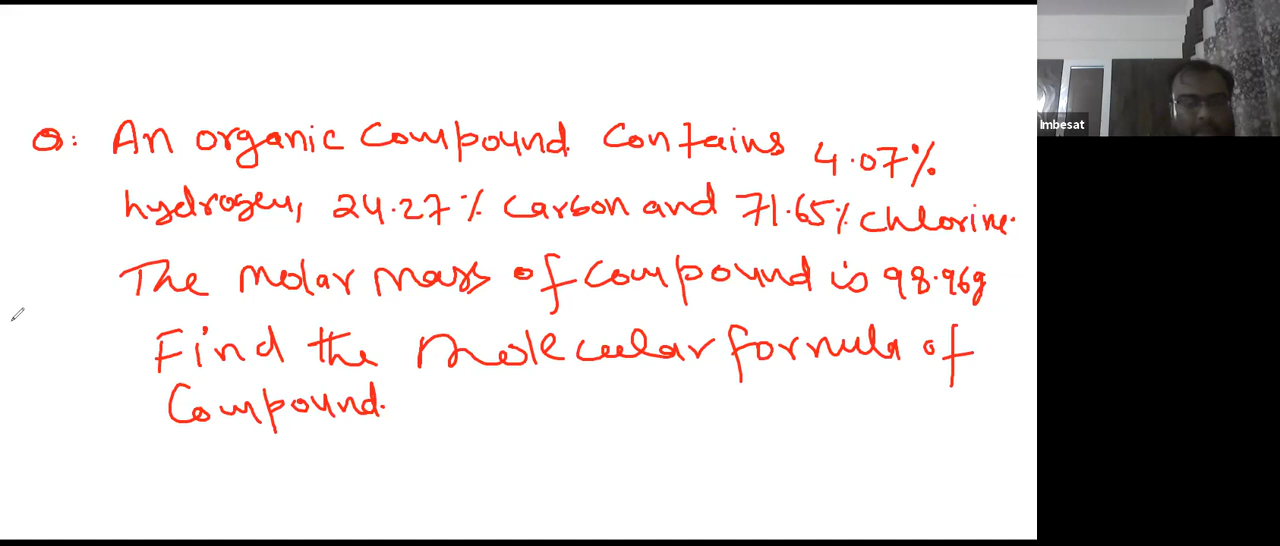 Q: An organic compound contains 4.07%
hydrogen, 24.27% carbon and 71.65% chlorine.
The molar mass of compound is 98.96g
Find the molecular formula of
Compound.
Imbesat